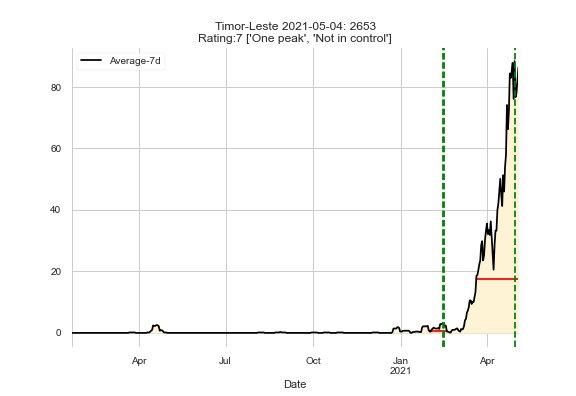 Timor-Leste 2021-05-04: 2653
Rating:7 ['One peak', 'Not in control']
Average-7d
80
60
40
20
0
Apr
Jul
Oct
Jan
2021
Apr
Date